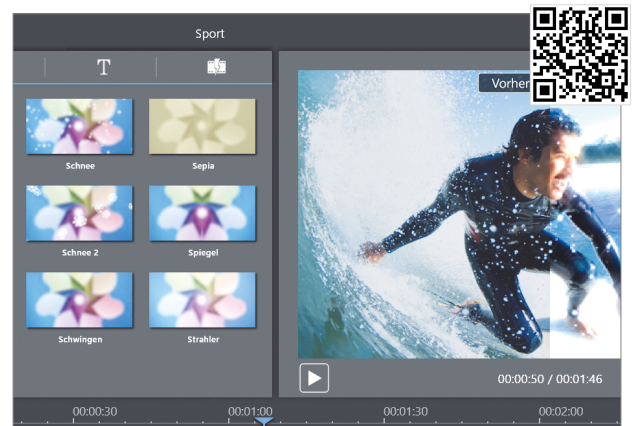 Sport
T
Vorher
Schnee
Sepia
Schnee 2
Spiegel
Schwingen
Strahler
00:00:50 / 00:01:46
00:00:30
00:01:00
00:01:30
00:02:00